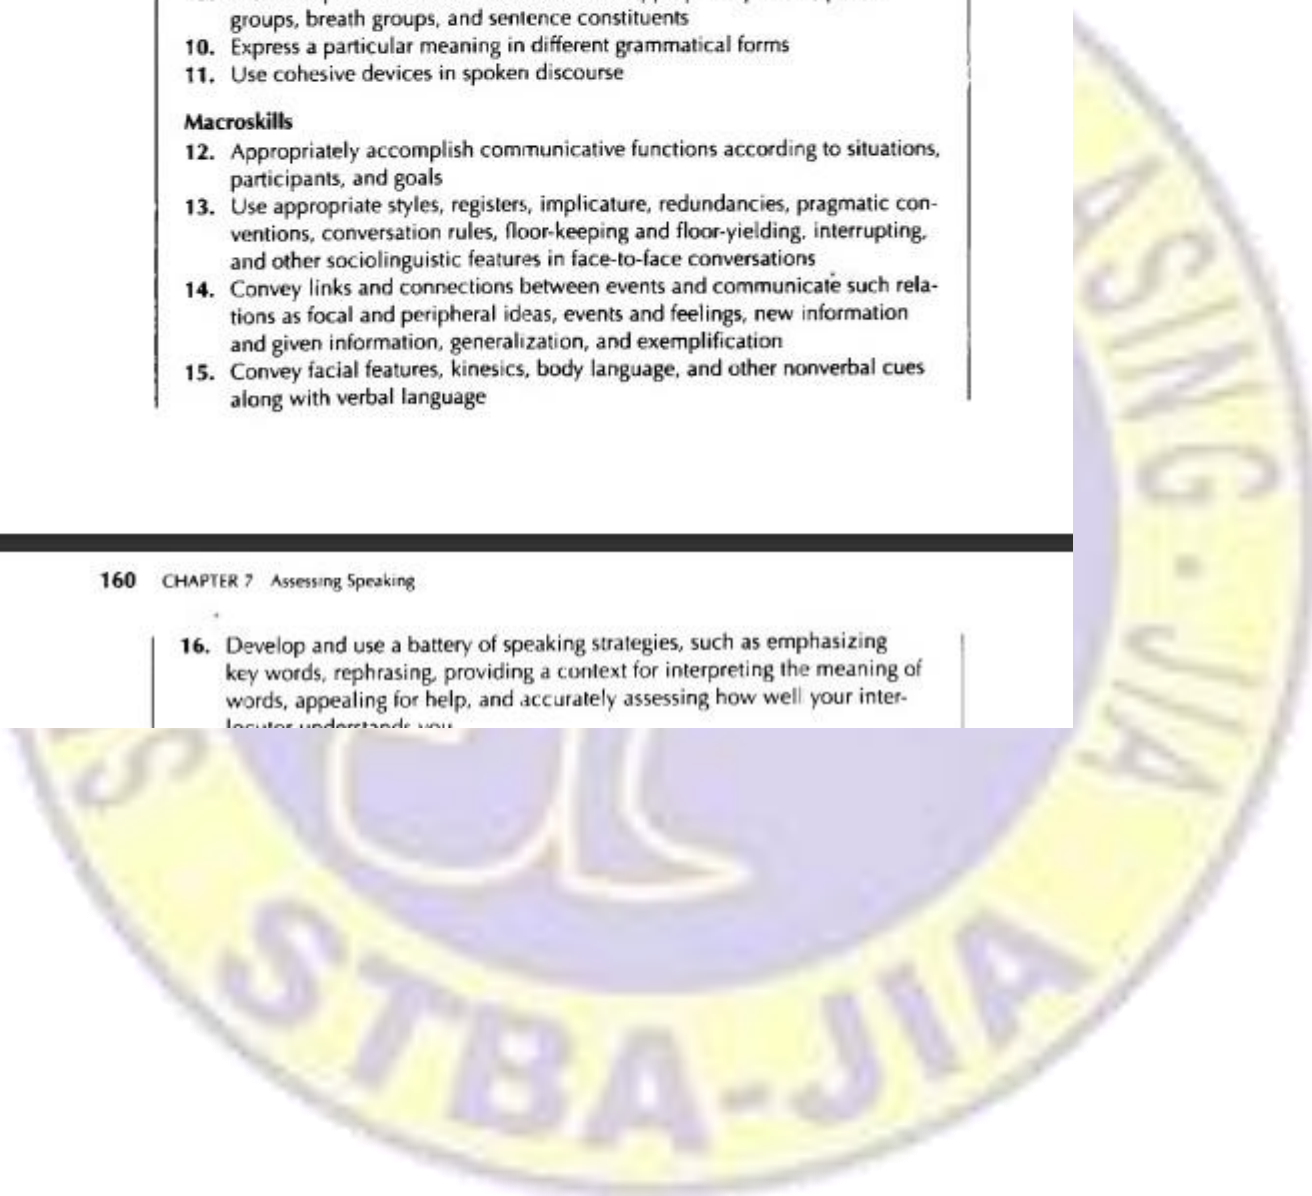 groups, breath groups, and sentence constituents
10. Express a particular meaning in different grammatical forms
11. Use cohesive devices in spoken discourse
Macroskills
12. Appropriately accomplish communicative functions according to situations,
participants, and goals
13. Use appropriate styles, registers, implicature, redundancies, pragmatic con-
ventions, conversation rules, floor-keeping and floor-yielding, interrupting,
and other sociolinguistic features in face-to-face conversations
14. Convey links and connections between events and communicate such rela-
tions as focal and peripheral ideas, events and feelings, new information
and given information, generalization, and exemplification
15. Convey facial features, kinesics, body language, and other nonverbal cues
along with verbal language
160 CHAPTER 7 Assessing Speaking
16. Develop and use a battery of speaking strategies, such as emphasizing
key words, rephrasing, providing a context for interpreting the meaning of
words, appealing for help, and accurately assessing how well your inter-
locutor understands you
ASING · JIA
S
STBA-JIA